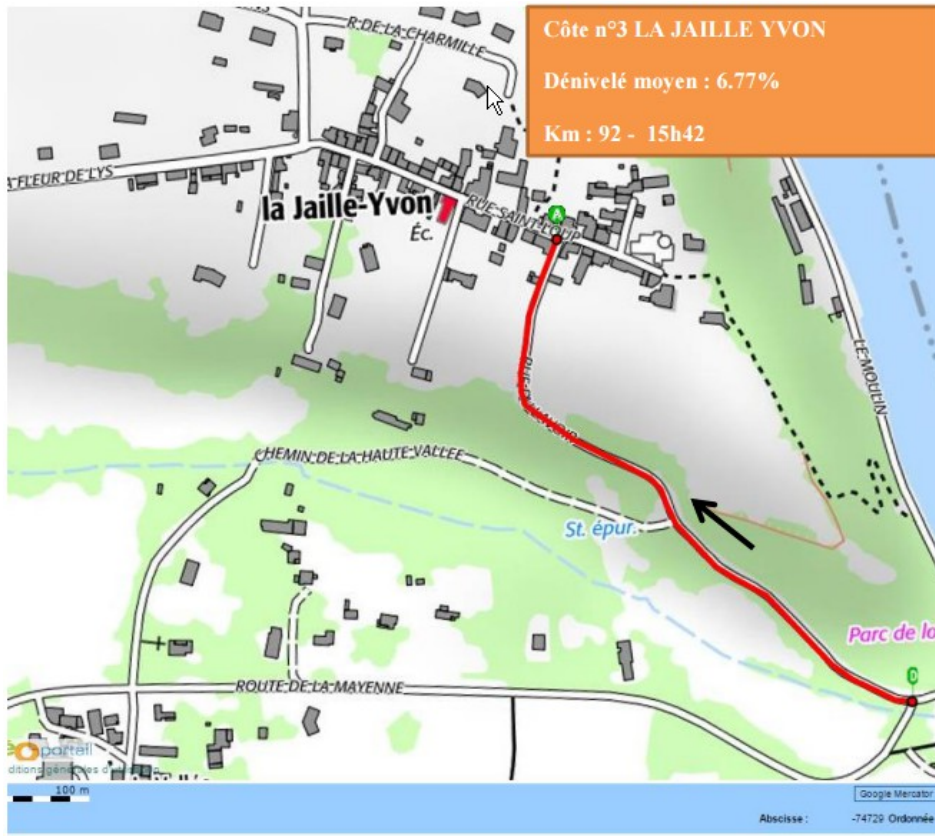 Côte n°3 LA JAILLE YVON
Dénivelé moyen : 6.77%
Km : 92 - 15h42
R DE LA CHARMILLE
A FLEUR DE LYS
la Jaille-Yvon
Éc.
RUE SAINT-LOUP
A
LE MOULIN
CHEMIN DE LA HAUTE VALLEE
St. épur.
Parc de lo
D
ROUTE DE LA MAYENNE
portail
100 m
Google Mercator
Abscisse : -74729 Ordonnée